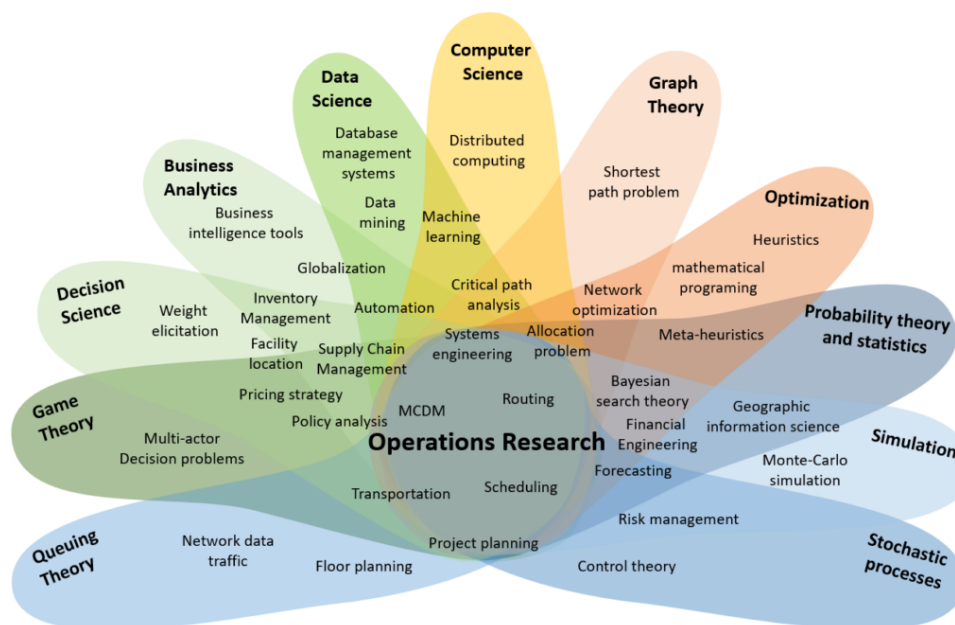 Computer
Science
Data
Science
Graph
Theory
Database
management
systems
Distributed
computing
Business
Analytics
Shortest
path problem
Optimization
Data
mining
Machine
learning
Business
intelligence tools
Heuristics
Globalization
mathematical
programing
Decision
Science
Weight
elicitation
Inventory
Management
Automation
Critical path
analysis
Network
optimization
Probability theory
and statistics
Facility
location
Supply Chain
Management
Systems
engineering
Allocation
problem
Meta-heuristics
Game
Theory
Pricing strategy
Policy analysis
MCDM
Routing
Bayesian
search theory
Geographic
information science
Multi-actor
Decision problems
Operations Research
Financial
Engineering
Simulation
Forecasting
Monte-Carlo
simulation
Transportation
Scheduling
Risk management
Queuing
Theory
Network data
traffic
Floor planning
Project planning
Control theory
Stochastic
processes